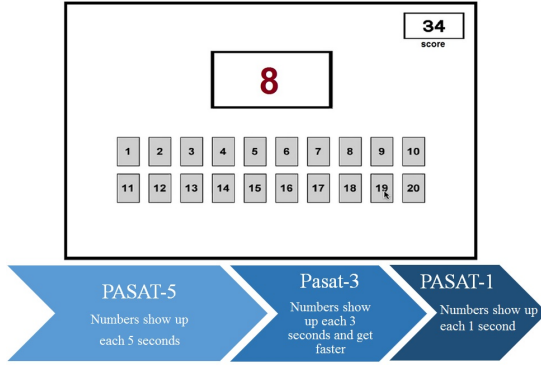 34
score
8
1 2 3 4 5 6 7 8 9 10
11 12 13 14 15 16 17 18 19 20
PASAT-5
Numbers show up
each 5 seconds
Pasat-3
Numbers show
up each 3
seconds and get
faster
PASAT-1
Numbers show up
each 1 second